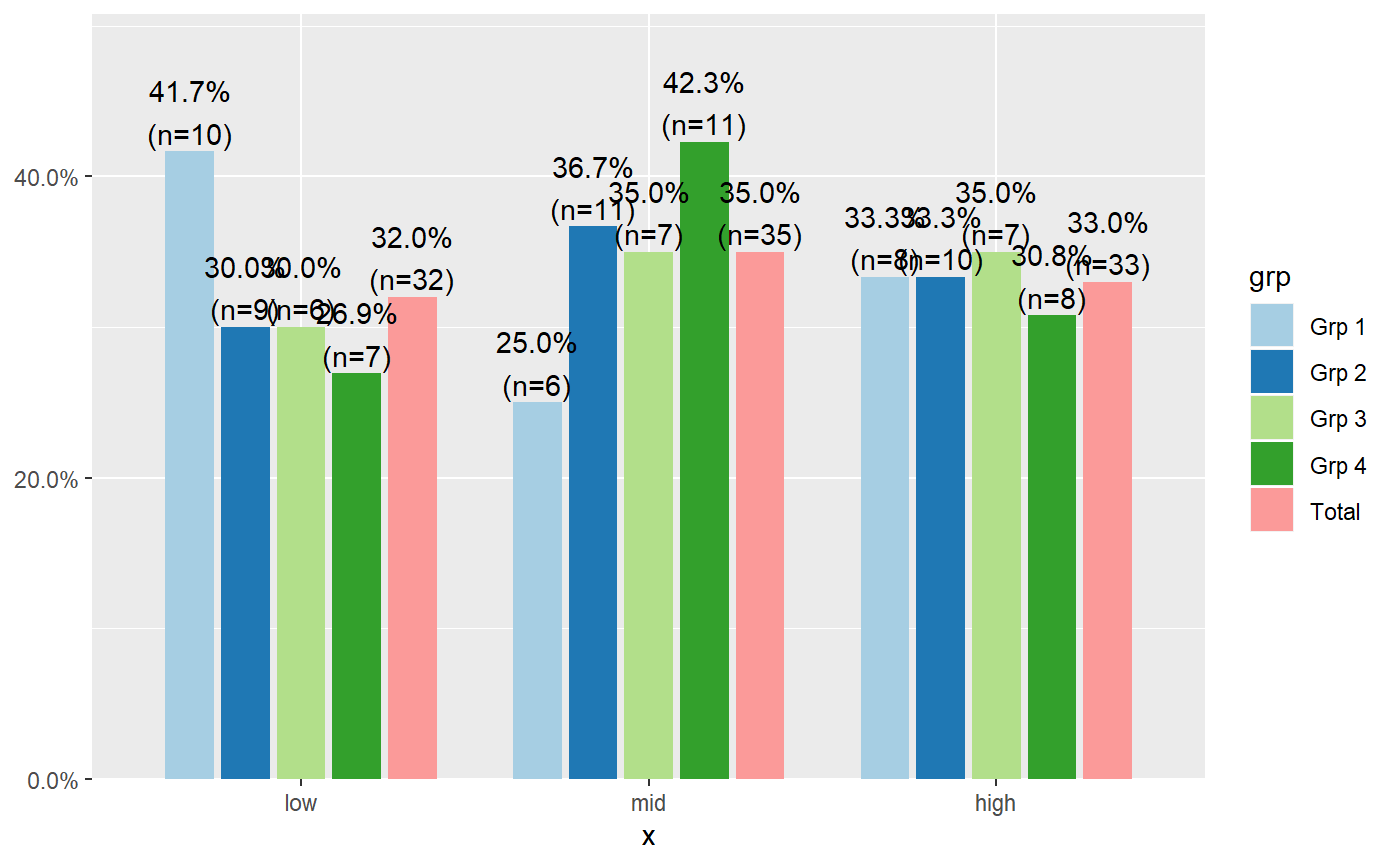 41.7%
(n=10)
30.0%
(n=9)
30.0%
(n=6)
26.9%
(n=7)
32.0%
(n=32)
25.0%
(n=6)
36.7%
(n=11)
35.0%
(n=7)
42.3%
(n=11)
35.0%
(n=35)
33.3%
(n=8)
33.3%
(n=10)
35.0%
(n=7)
30.8%
(n=8)
33.0%
(n=33)
40.0%
20.0%
0.0%
low
mid
high
x
grp
Grp 1
Grp 2
Grp 3
Grp 4
Total